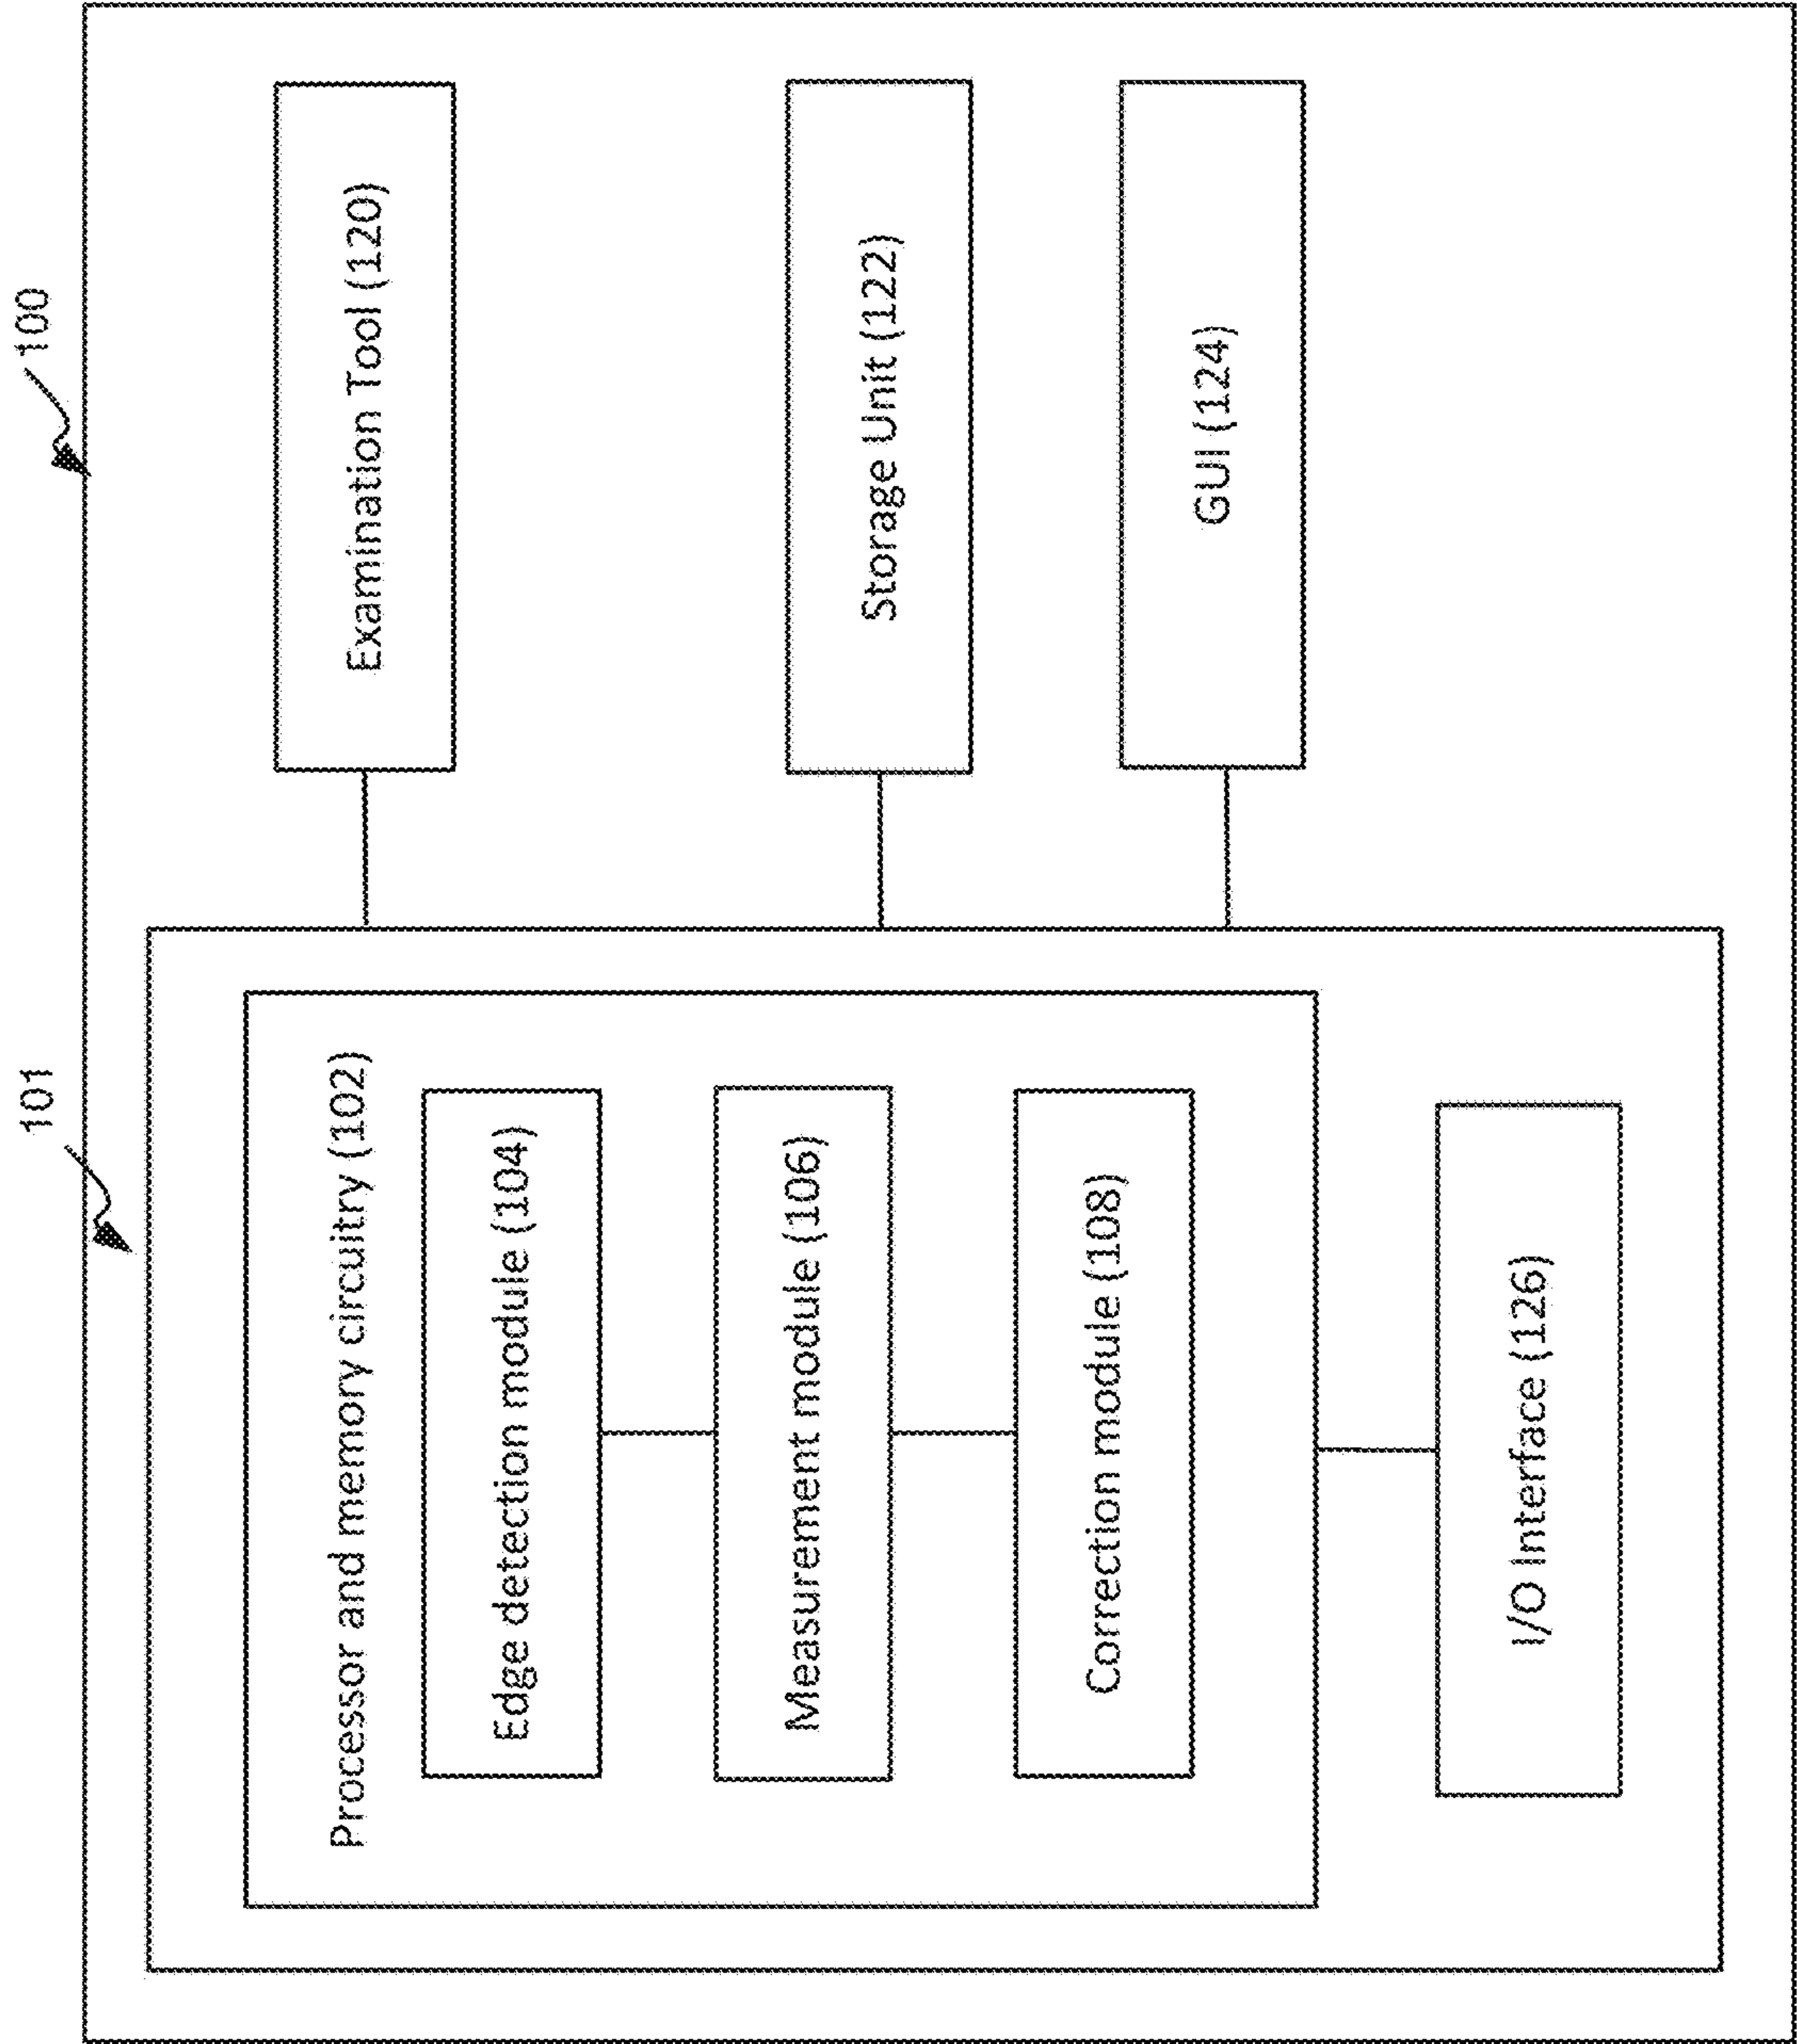 100
101
Processor and memory circuitry (102)
Edge detection module (104)
Measurement module (106)
Correction module (108)
I/O Interface (126)
Examination Tool (120)
Storage Unit (122)
GUI (124)